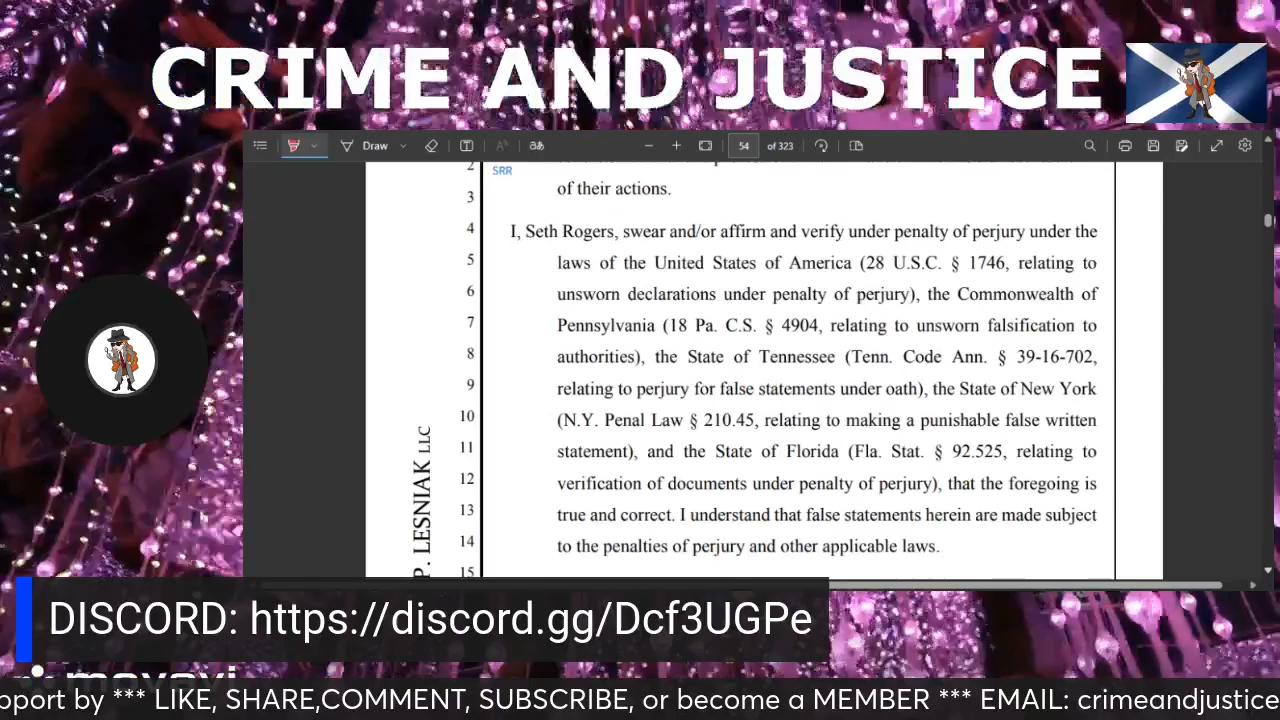 CRIME AND JUSTICE
Draw
54 of 323
SRR
2
of their actions.
3
4 I, Seth Rogers, swear and/or affirm and verify under penalty of perjury under the
5 laws of the United States of America (28 U.S.C. § 1746, relating to
6 unsworn declarations under penalty of perjury), the Commonwealth of
7 Pennsylvania (18 Pa. C.S. § 4904, relating to unsworn falsification to
8 authorities), the State of Tennessee (Tenn. Code Ann. § 39-16-702,
9 relating to perjury for false statements under oath), the State of New York
10 (N.Y. Penal Law § 210.45, relating to making a punishable false written
11 statement), and the State of Florida (Fla. Stat. § 92.525, relating to
12 verification of documents under penalty of perjury), that the foregoing is
13 true and correct. I understand that false statements herein are made subject
14 to the penalties of perjury and other applicable laws.
15
P. LESNIAK LLC
DISCORD: https://discord.gg/Dcf3UGPe
pport by *** LIKE, SHARE,COMMENT, SUBSCRIBE, or become a MEMBER *** EMAIL: crimeandjustice